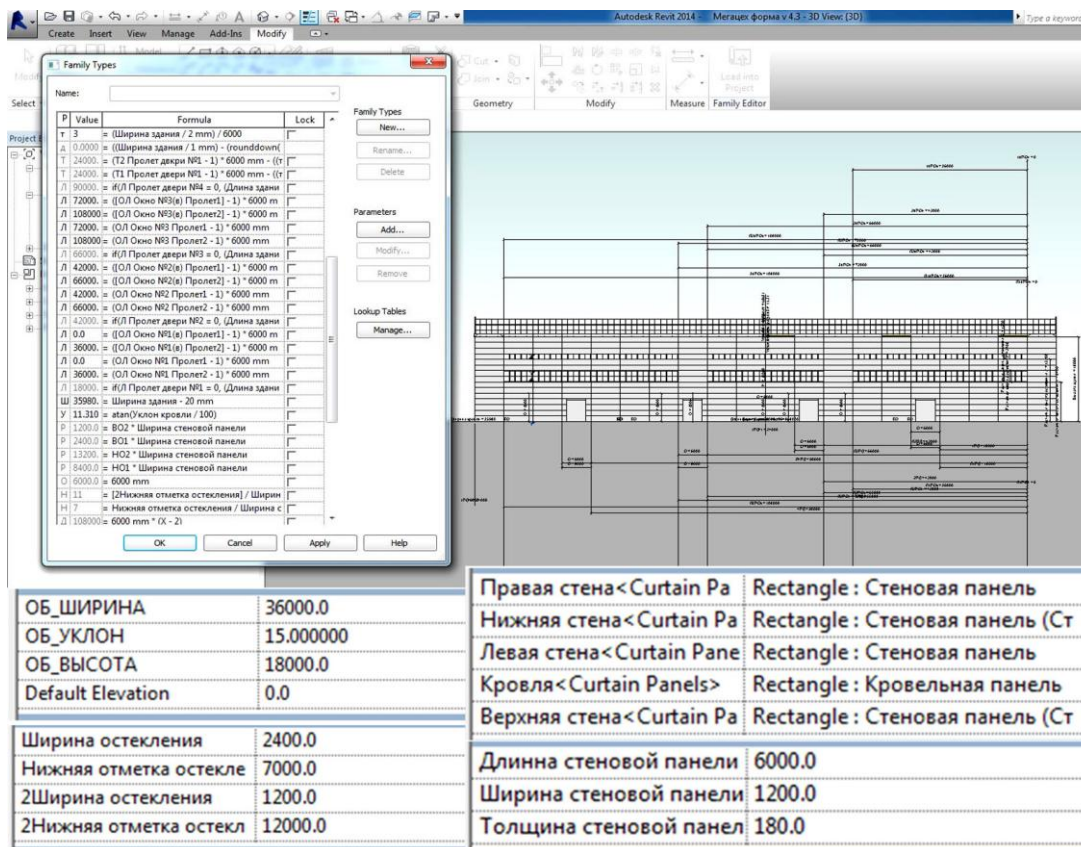 Autodesk Revit 2014 - Мегацех форма v 4.3 - 3D View: {3D}
Type a keyword
Create Insert View Manage Add-Ins Modify
Select
Geometry
Modify
Measure
Family Editor
Cut
Join
Load into
Project
Family Types
Name:
Value Formula Lock
т 3 = (Ширина здания / 2 mm) / 6000
д 0.0000 = ((Ширина здания / 1 mm) - (rounddown(
Т 24000. = (Т2 Пролет двкри №1 - 1) * 6000 mm - ((т
Т 24000. = (Т1 Пролет двери №1 - 1) * 6000 mm - ((т
Л 90000. = if(Л Пролет двери №4 = 0, (Длина здани
Л 72000. = ([ОЛ Окно №3(в) Пролет1] - 1) * 6000 m
Л 108000 = ([ОЛ Окно №3(в) Пролет2] - 1) * 6000 m
Л 72000. = (ОЛ Окно №3 Пролет1 - 1) * 6000 mm
Л 108000 = (ОЛ Окно №3 Пролет2 - 1) * 6000 mm
Л 66000. = if(Л Пролет двери №3 = 0, (Длина здани
Л 42000. = ([ОЛ Окно №2(в) Пролет1] - 1) * 6000 m
Л 66000. = ([ОЛ Окно №2(в) Пролет2] - 1) * 6000 m
Л 42000. = (ОЛ Окно №2 Пролет1 - 1) * 6000 mm
Л 66000. = (ОЛ Окно №2 Пролет2 - 1) * 6000 mm
Л 42000. = if(Л Пролет двери №2 = 0, (Длина здани
Л 0.0 = ([ОЛ Окно №1(в) Пролет1] - 1) * 6000 m
Л 36000. = ([ОЛ Окно №1(в) Пролет2] - 1) * 6000 m
Л 0.0 = (ОЛ Окно №1 Пролет1 - 1) * 6000 mm
Л 36000. = (ОЛ Окно №1 Пролет2 - 1) * 6000 mm
Л 18000. = if(Л Пролет двери №1 = 0, (Длина здани
Ш 35980. = Ширина здания - 20 mm
У 11.310 = atan(Уклон кровли / 100)
Р 1200.0 = ВО2 * Ширина стеновой панели
Р 2400.0 = ВО1 * Ширина стеновой панели
Р 13200. = НО2 * Ширина стеновой панели
Р 8400.0 = НО1 * Ширина стеновой панели
О 6000.0 = 6000 mm
Н 11 = [2Нижняя отметка остекления] / Ширин
Н 7 = Нижняя отметка остекления / Ширина с
Д 108000 = 6000 mm * (X - 2)
Family Types
New...
Rename...
Delete
Parameters
Add...
Modify...
Remove
Lookup Tables
Manage...
OK Cancel Apply Help
ОБ_ШИРИНА 36000.0
ОБ_УКЛОН 15.000000
ОБ_ВЫСОТА 18000.0
Default Elevation 0.0
Ширина остекления 2400.0
Нижняя отметка остекле 7000.0
2Ширина остекления 1200.0
2Нижняя отметка остекл 12000.0
Правая стена<Curtain Pa Rectangle : Стеновая панель
Нижняя стена<Curtain Pa Rectangle : Стеновая панель (Ст
Левая стена<Curtain Pane Rectangle : Стеновая панель
Кровля<Curtain Panels> Rectangle : Кровельная панель
Верхняя стена<Curtain Pa Rectangle : Стеновая панель (Ст
Длинна стеновой панели 6000.0
Ширина стеновой панели 1200.0
Толщина стеновой панел 180.0